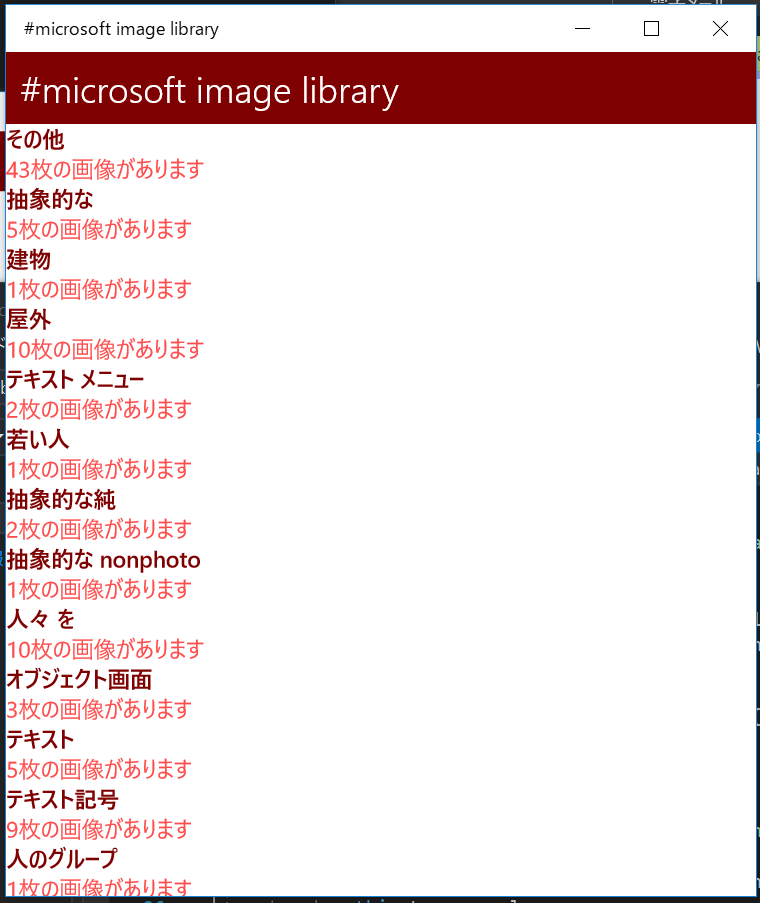 #microsoft image library
#microsoft image library
その他
43枚の画像があります
抽象的な
5枚の画像があります
建物
1枚の画像があります
屋外
10枚の画像があります
テキスト メニュー
2枚の画像があります
若い人
1枚の画像があります
抽象的な純
2枚の画像があります
抽象的な nonphoto
1枚の画像があります
人々 を
10枚の画像があります
オブジェクト画面
3枚の画像があります
テキスト
5枚の画像があります
テキスト記号
9枚の画像があります
人のグループ
1枚の画像があります